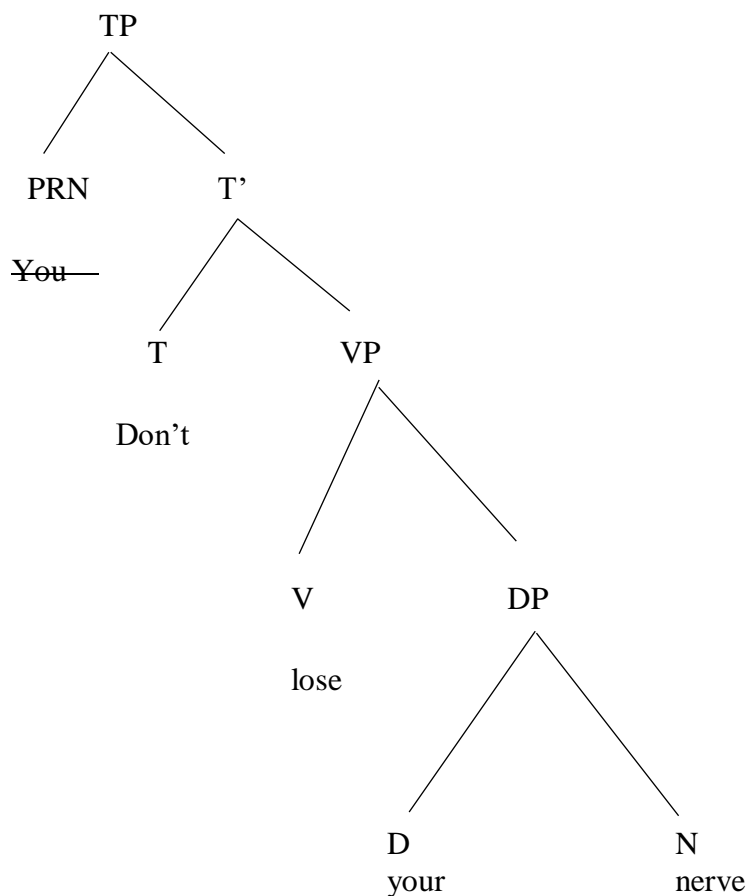 TP
PRN T’
You
T VP
Don’t
V DP
lose
D N
your nerve